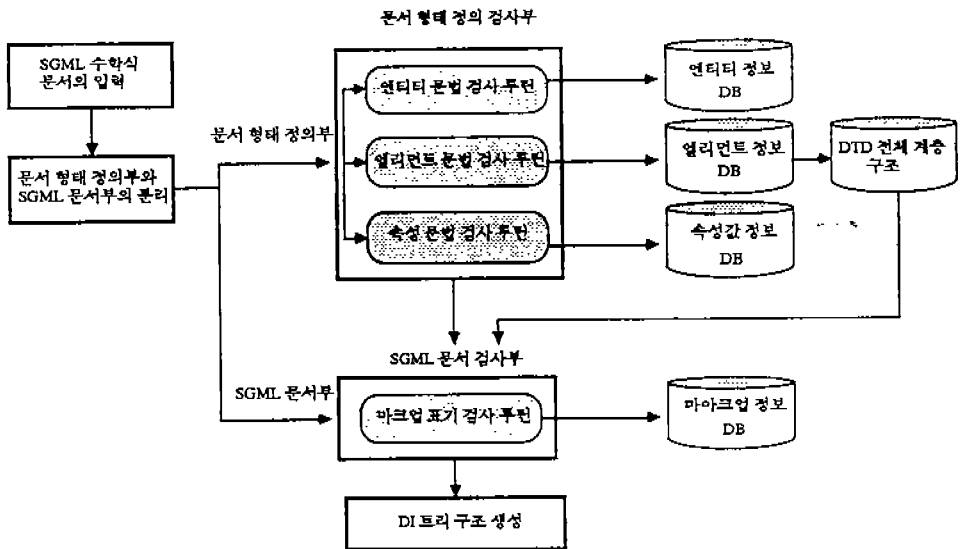 문서 형태 정의 검사부
SGML 수학식
문서의 입력
엔티티 문법 검사 루틴
엔티티 정보
DB
문서 형태 정의부
엘리먼트 문법 검사 루틴
엘리먼트 정보
DB
DTD 전체 계층
구조
문서 형태 정의부와
SGML 문서부의 분리
속성 문법 검사 루틴
속성값 정보
DB
SGML 문서 검사부
SGML 문서부
마크업 표기 검사 루틴
마아크업 정보
DB
DI 트리 구조 생성